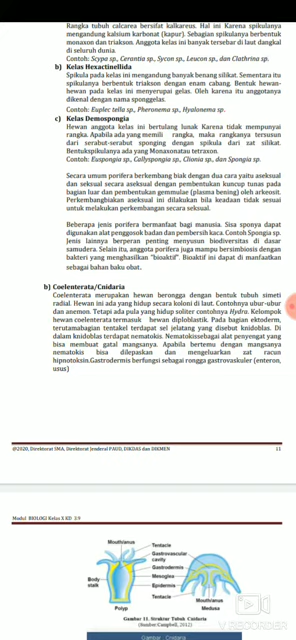 Rangka tubuh calcarea bersifat kalkareus. Hal ini Karena spikulanya
mengandung kalsium karbonat (kapur). Sebagian spikulanya berbentuk
monaxon dan triakson. Anggota kelas ini banyak tersebar di laut dangkal
di seluruh dunia.
Contoh: Scypa sp., Gerantia sp., Sycon sp., Leucon sp., dan Clathrina sp.
b) Kelas Hexactinellida
Spikula pada kelas ini mengandung banyak benang silikat. Sementara itu
spikulanya berbentuk triakson dengan enam cabang. Bentuk hewan-
hewan pada kelas ini menyerupai gelas. Oleh karena itu anggotanya
dikenal dengan nama sponggelas.
Contoh: Euplec tella sp., Pheronema sp., Hyalonema sp.
c) Kelas Demospongia
Hewan anggota kelas ini bertulang lunak Karena tidak mempunyai
rangka. Apabila ada yang memili rangka, maka rangkanya tersusun
dari serabut-serabut sponging dengan spikula dari zat silikat.
Bentukspikulanya ada yang Monaxonatau tetraxon.
Contoh: Euspongia sp., Callyspongia sp., Clionia sp., dan Spongia sp.
Secara umum porifera berkembang biak dengan dua cara yaitu aseksual
dan seksual secara aseksual dengan pembentukan kuncup tunas pada
bagian luar dan pembentukan gemmulae (plasma bening) oleh arkeosit.
Perkembangbiakan aseksual ini dilakukan bila keadaan tidak sesuai
untuk melakukan perkembangan secara seksual.
Beberapa jenis porifera bermanfaat bagi manusia. Sisa sponya dapat
digunakan alat penggosok badan dan pembersih kaca. Contoh Spongia sp.
Jenis lainnya berperan penting menyusun biodiversitas di dasar
samudera. Selain itu, anggota porifera juga mampu bersimbiosis dengan
bakteri yang menghasilkan "bioaktif". Bioaktif ini dapat di manfaatkan
sebagai bahan baku obat.
b) Coelenterata/Cnidaria
Coelenterata merupakan hewan berongga dengan bentuk tubuh simeti
radial. Hewan ini ada yang hidup secara koloni di laut. Contohnya ubur-ubur
dan anemon. Tetapi ada pula yang hidup soliter contohnya Hydra. Kelompok
hewan coelenterata termasuk hewan diploblastik. Pada bagian ektoderm,
terutamabagian tentakel terdapat sel jelatang yang disebut knidoblas. Di
dalam knidoblas terdapat nematokis. Nematokissebagai alat penyengat yang
bisa membuat gatal mangsanya. Apabila bertemu dengan mangsanya
nematokis bisa dilepaskan dan mengeluarkan zat racun
hipnotoksin.Gastrodermis berfungsi sebagai rongga gastrovaskuler (enteron,
usus)
@2020, Direktorat SMA, Direktorat Jenderal PAUD, DIKDAS dan DIKMEN 11
Modul BIOLOGI Kelas X KD 3.9
Mouth/anus
Tentacle
Gastrovascular
cavity
Gastrodermis
Mesoglea
Epidermis
Tentacle
Body
stalk
Mouth/anus
Polyp
Medusa
Gambar 11. Struktur Tubuh Cnidaria
(Sumber:Campbell, 2012)
Gambar : Cnidaria
V.RECORDER